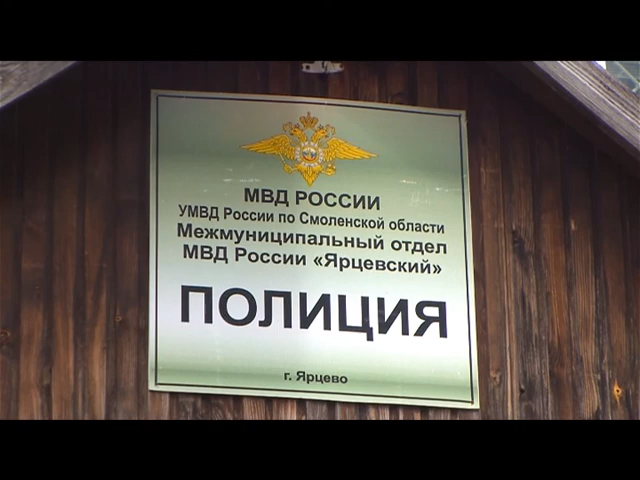 МВД РОССИИ
УМВД России по Смоленской области
Межмуниципальный отдел
МВД России «Ярцевский»
ПОЛИЦИЯ
г. Ярцево